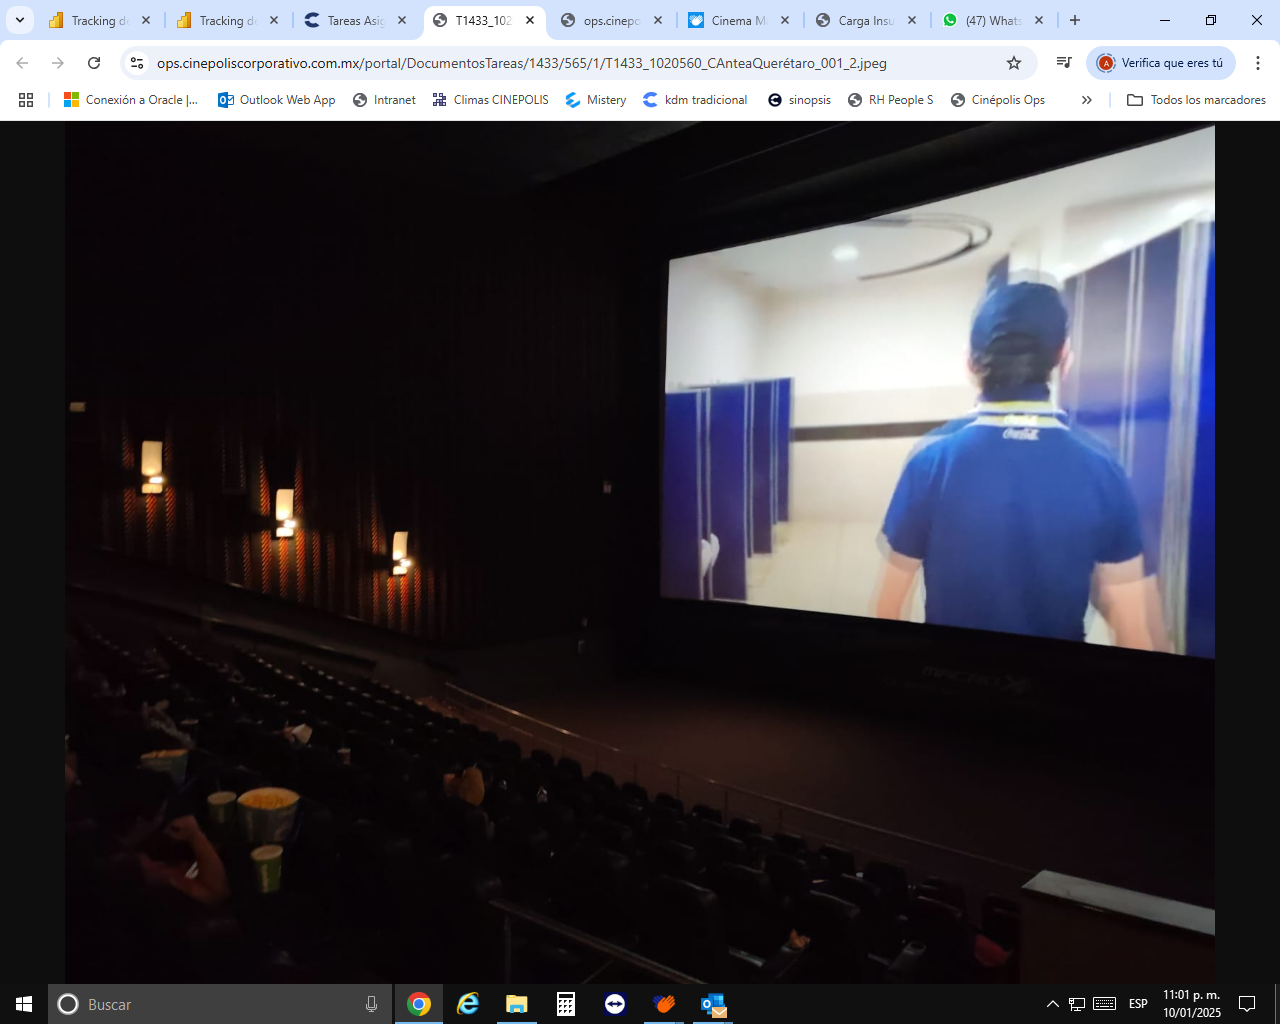 Tracking de
Tracking de
Tareas Asig
T1433_102
ops.cinepo
Cinema M
Carga Insu
(47) Whats
ops.cinepoliscorporativo.com.mx/portal/DocumentosTareas/1433/565/1/T1433_1020560_CAnteaQuerétaro_001_2.jpeg
A
Verifica que eres tú
Conexión a Oracle |...
Outlook Web App
Intranet
Climas CINEPOLIS
Mistery
kdm tradicional
sinopsis
RH People S
Cinépolis Ops
Todos los marcadores
Buscar
ESP
11:01 p. m.
10/01/2025